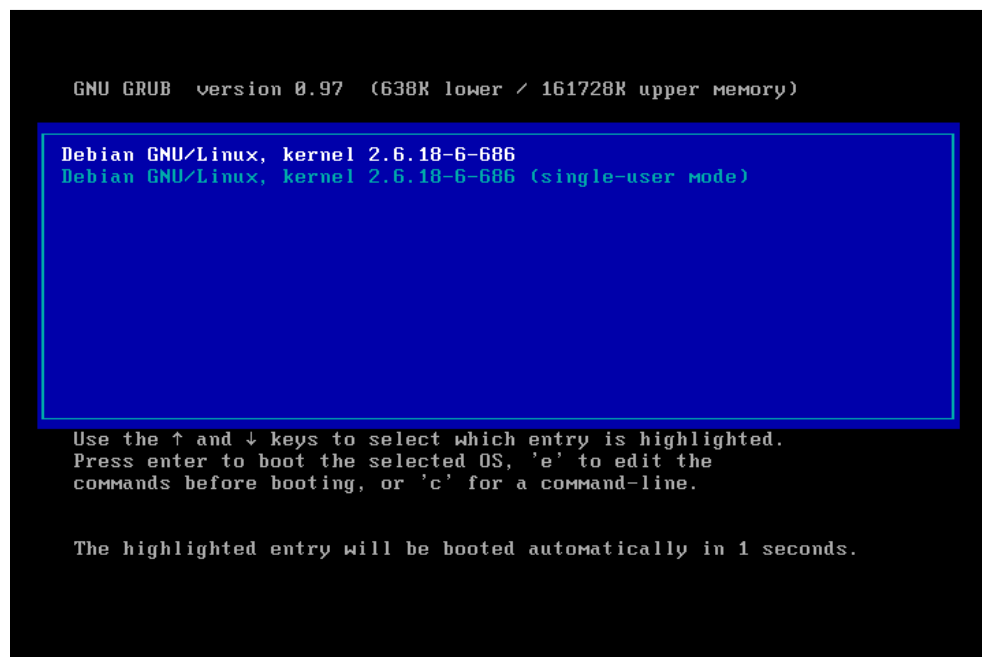 GNU GRUB  version 0.97  (638K lower / 161728K upper memory)
Debian GNU/Linux, kernel 2.6.18-6-686
Debian GNU/Linux, kernel 2.6.18-6-686 (single-user mode)
Use the ↑ and ↓ keys to select which entry is highlighted.
Press enter to boot the selected OS, 'e' to edit the
commands before booting, or 'c' for a command-line.
The highlighted entry will be booted automatically in 1 seconds.